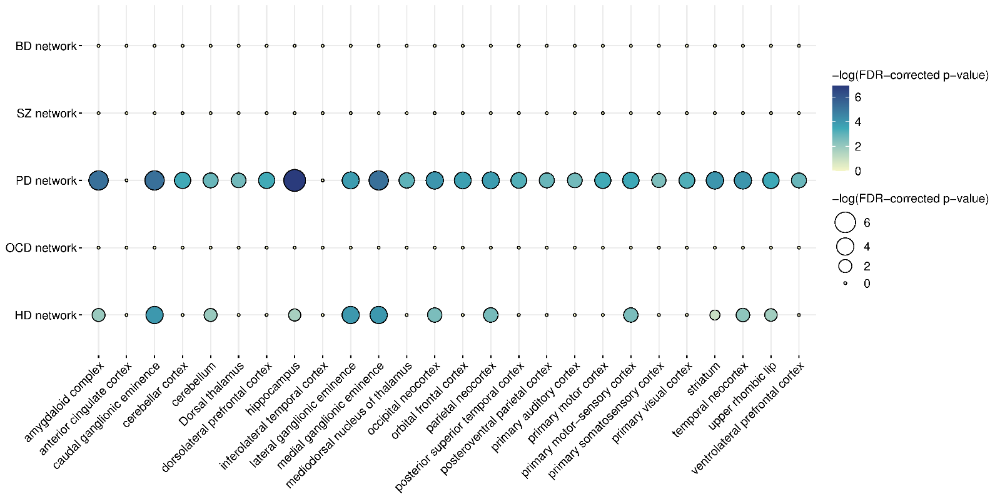 BD network
SZ network
PD network
OCD network
HD network
amygdaloid complex
anterior cingulate cortex
caudal ganglionic eminence
cerebellar cortex
cerebellum
Dorsal thalamus
dorsolateral prefrontal cortex
hippocampus
inferolateral temporal cortex
lateral ganglionic eminence
medial ganglionic eminence
mediodorsal nucleus of thalamus
occipital neocortex
orbital frontal cortex
parietal neocortex
posterior superior temporal cortex
posteroventral parietal cortex
primary auditory cortex
primary motor cortex
primary motor−sensory cortex
primary somatosensory cortex
primary visual cortex
striatum
temporal neocortex
upper rhombic lip
ventrolateral prefrontal cortex
−log(FDR−corrected p−value)
6
4
2
0
−log(FDR−corrected p−value)
6
4
2
0